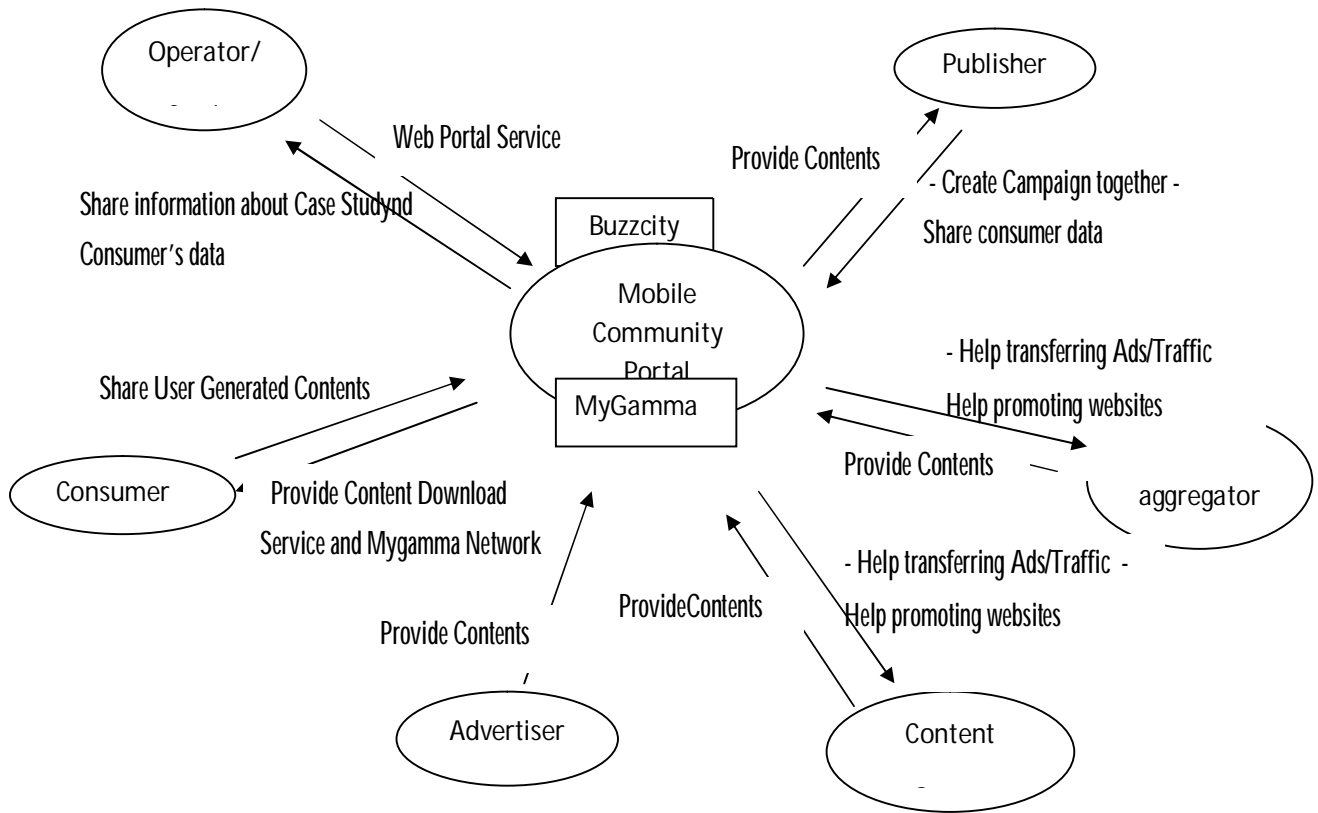 Operator/
Publisher
Web Portal Service
Provide Contents
- Create Campaign together -
Share consumer data
Share information about Case Studynd
Consumer's data
Buzzcity
Mobile
Community
Portal
MyGamma
- Help transferring Ads/Traffic
Help promoting websites
Share User Generated Contents
Provide Contents
Consumer
aggregator
Provide Content Download
Service and Mygamma Network
- Help transferring Ads/Traffic -
Help promoting websites
ProvideContents
Provide Contents
Advertiser
Content